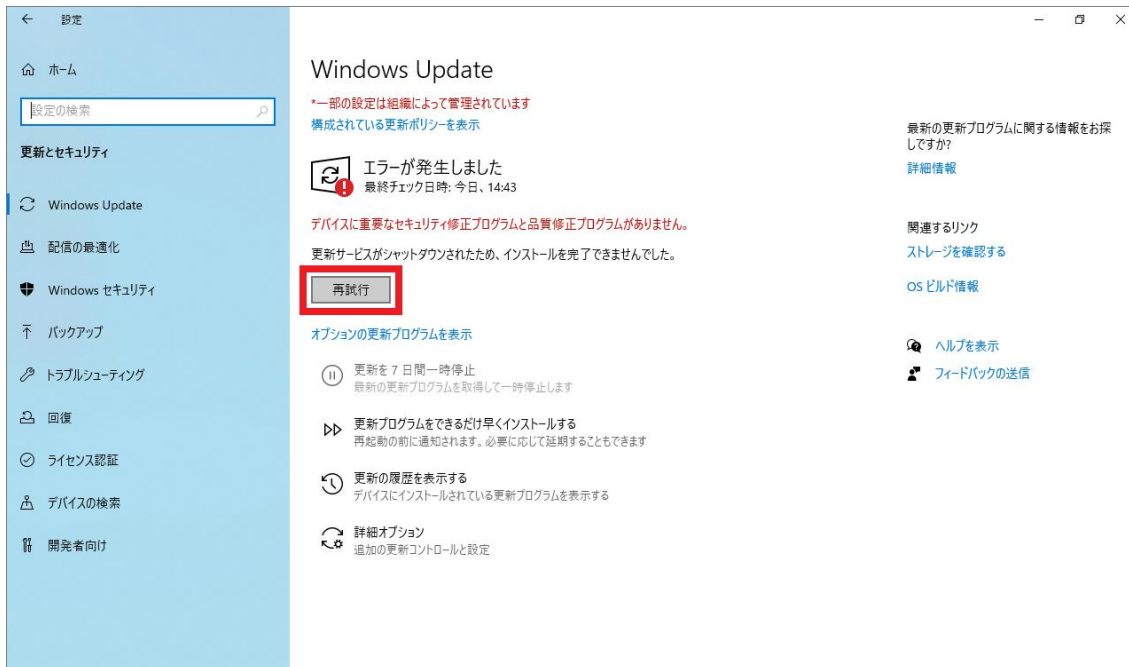 設定
ホーム
設定の検索
更新とセキュリティ
Windows Update
配信の最適化
Windows セキュリティ
バックアップ
トラブルシューティング
回復
ライセンス認証
デバイスの検索
開発者向け
Windows Update
*一部の設定は組織によって管理されています
構成されている更新ポリシーを表示
エラーが発生しました
最終チェック日時: 今日、14:43
デバイスに重要なセキュリティ修正プログラムと品質修正プログラムがありません。
更新サービスがシャットダウンされたため、インストールを完了できませんでした。
再試行
オプションの更新プログラムを表示
更新を 7 日間一時停止
最新の更新プログラムを取得して一時停止します
更新プログラムをできるだけ早くインストールする
再起動の前に通知されます。必要に応じて延期することもできます
更新の履歴を表示する
デバイスにインストールされている更新プログラムを表示する
詳細オプション
追加の更新コントロールと設定
最新の更新プログラムに関する情報をお探
しですか?
詳細情報
関連するリンク
ストレージを確認する
OS ビルド情報
ヘルプを表示
フィードバックの送信